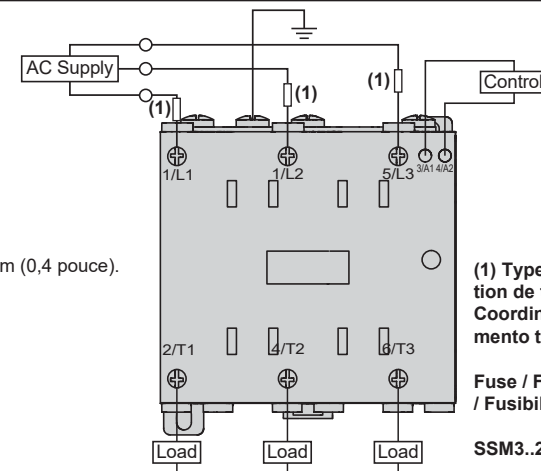 AC Supply
(1)
(1)
(1)
Control
1/L1
1/L2
5/L3
3/A1 4/A2
m (0,4 pouce).
2/T1
4/T2
6/T3
Load
Load
Load
(1) Type
tion de
Coordin
mento t
Fuse / F
/ Fusibil
SSM3..2